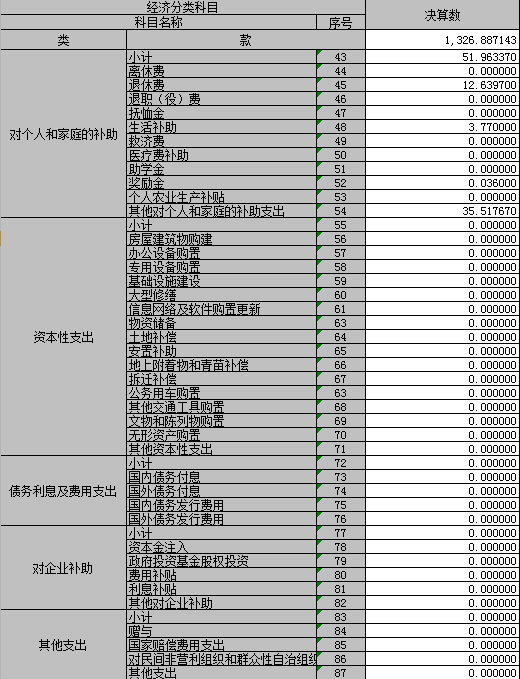 经济分类科目 决算数
科目名称 序号
类 款 1,326.887143
小计 43 51.963370
离休费 44 0.000000
退休费 45 12.639700
退职（役）费 46 0.000000
抚恤金 47 0.000000
对个人和家庭的补助 生活补助 48 3.770000
救济费 49 0.000000
医疗费补助 50 0.000000
助学金 51 0.000000
奖励金 52 0.036000
个人农业生产补贴 53 0.000000
其他对个人和家庭的补助支出 54 35.517670
小计 55 0.000000
房屋建筑物购建 56 0.000000
办公设备购置 57 0.000000
专用设备购置 58 0.000000
基础设施建设 59 0.000000
大型修缮 60 0.000000
信息网络及软件购置更新 61 0.000000
物资储备 63 0.000000
资本性支出 土地补偿 64 0.000000
安置补助 65 0.000000
地上附着物和青苗补偿 66 0.000000
拆迁补偿 67 0.000000
公务用车购置 63 0.000000
其他交通工具购置 68 0.000000
文物和陈列物购置 69 0.000000
无形资产购置 70 0.000000
其他资本性支出 71 0.000000
小计 72 0.000000
国内债务付息 73 0.000000
债务利息及费用支出 国外债务付息 74 0.000000
国内债务发行费用 75 0.000000
国外债务发行费用 76 0.000000
小计 77 0.000000
资本金注入 78 0.000000
政府投资基金股权投资 79 0.000000
对企业补助 费用补贴 80 0.000000
利息补贴 81 0.000000
其他对企业补助 82 0.000000
小计 83 0.000000
赠与 84 0.000000
其他支出 国家赔偿费用支出 85 0.000000
对民间非营利组织和群众性自治组织 86 0.000000
其他支出 87 0.000000